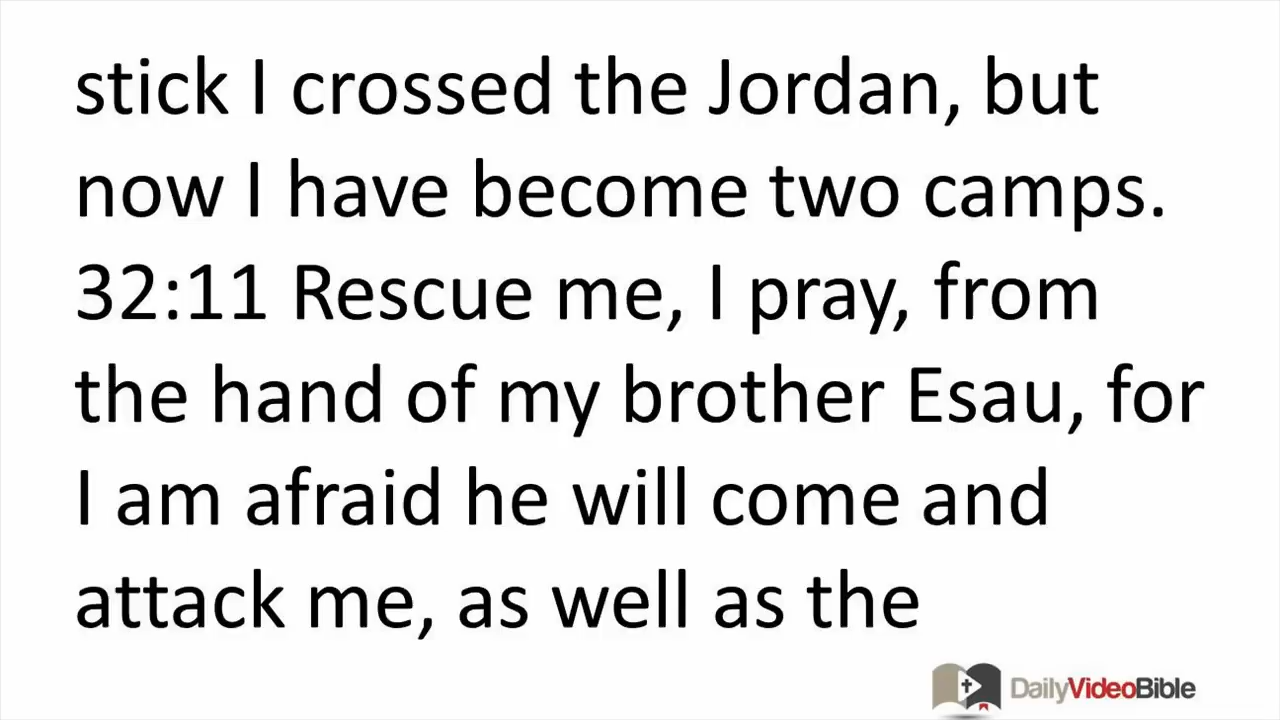 stick I crossed the Jordan, but
now I have become two camps.
32:11 Rescue me, I pray, from
the hand of my brother Esau, for
I am afraid he will come and
attack me, as well as the
DailyVideoBible